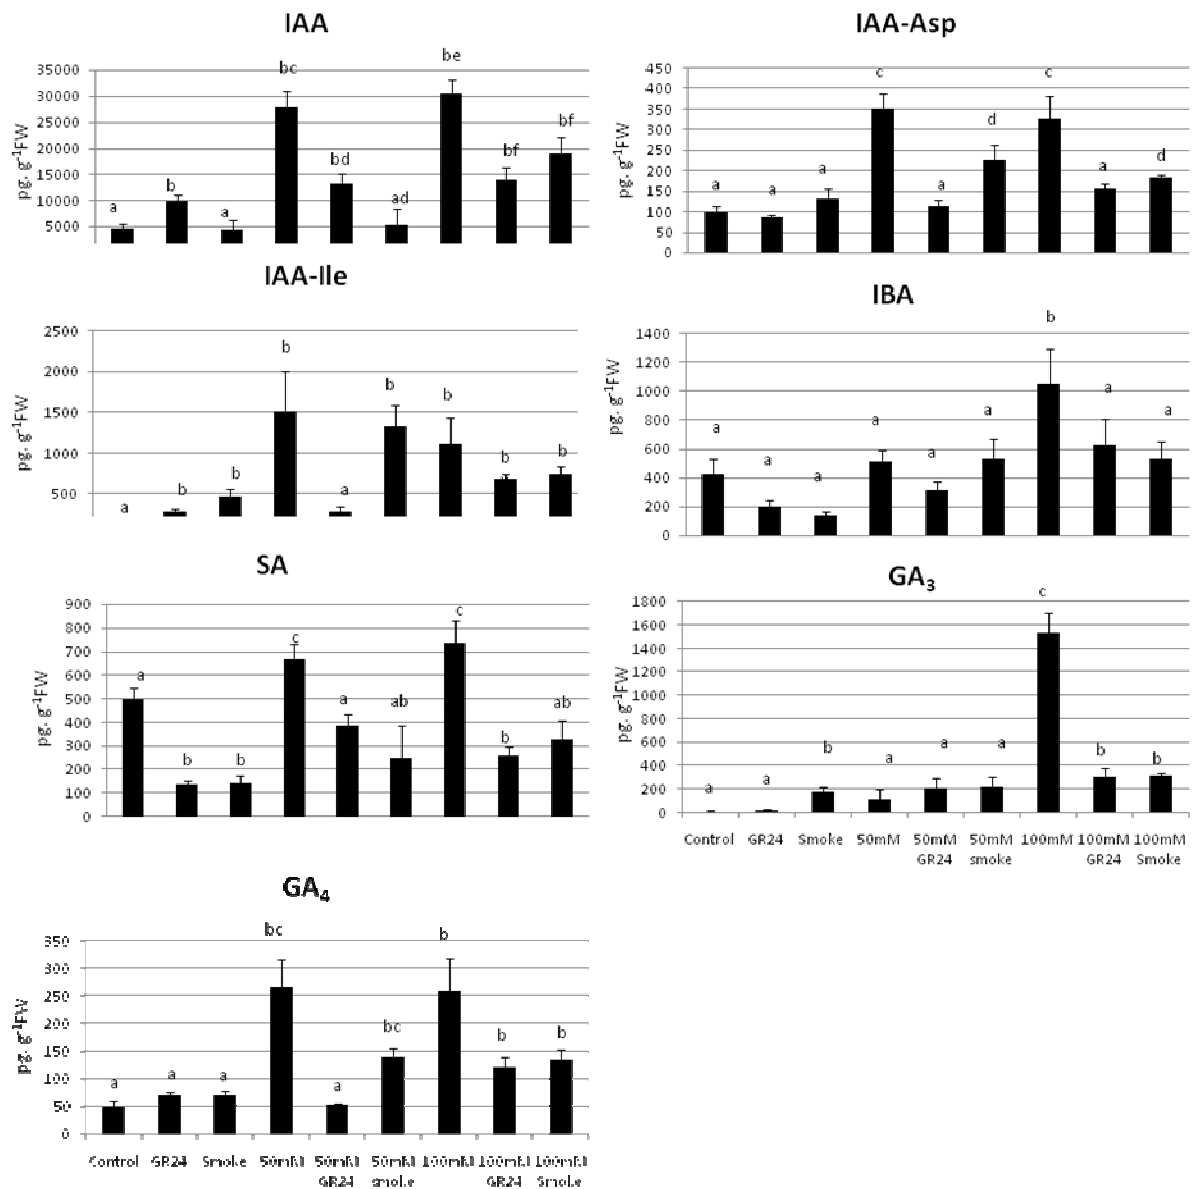 IAA
bc
be
35000
30000
25000
20000
15000
10000
5000
pg. g-1FW
a
b
a
bd
ad
bf
bf
IAA-Asp
450
400
350
300
250
200
150
100
50
0
pg. g-1FW
a
a
a
c
a
d
c
a
d
IAA-Ile
2500
2000
1500
1000
500
pg. g-1FW
a
b
b
b
a
b
b
b
b
IBA
1400
1200
1000
800
600
400
200
0
pg. g-1FW
a
a
a
a
a
a
b
a
a
SA
900
800
700
600
500
400
300
200
100
0
pg. g-1FW
a
b
b
c
a
ab
c
b
ab
GA3
1800
1600
1400
1200
1000
800
600
400
200
0
pg. g-1FW
a
a
b
a
a
a
c
b
b
Control GR24 Smoke 50mM 50mM 50mM 100mM 100mM 100mM
GR24 smoke GR24 Smoke
GA4
350
300
250
200
150
100
50
0
pg. g-1FW
a
a
a
bc
a
bc
b
b
b
Control GR24 Smoke 50mM 50mM 50mM 100mM 100mM 100mM
GR24 smoke GR24 Smoke